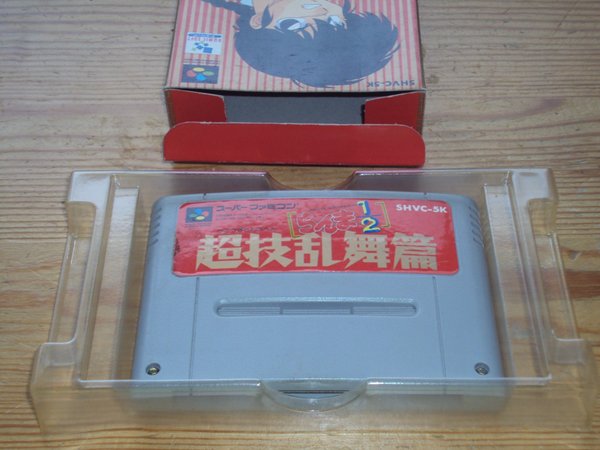 SHVC-5K
スーパーファミコン
SHVC-5K
らんま1/2
超技乱舞篇